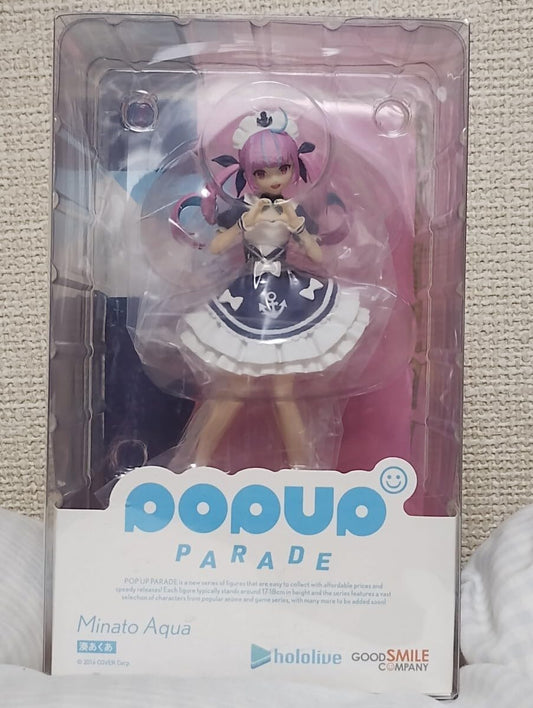 POPUP
PARADE
POP UP PARADE is a new series of figures that are easy to collect with affordable prices and
speedy releases! Each figure typically stands around 17-18cm in height and the series features a vast
selection of characters from popular anime and game series, with many more to be added soon!
Minato Aqua
湊あくあ
© 2016 COVER Corp.
hololive
GOOD SMILE
COMPANY